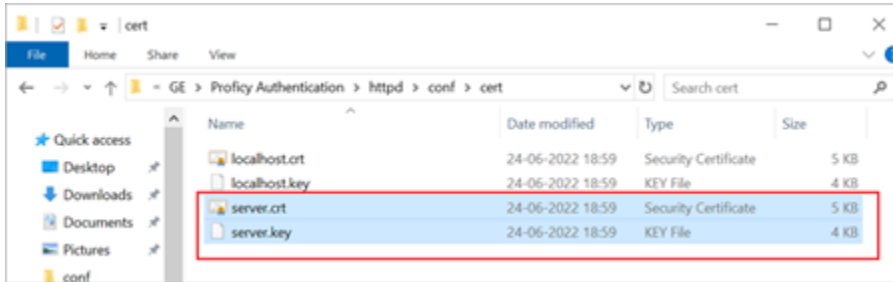 cert
File Home Share View
« GE > Proficy Authentication > httpd > conf > cert Search cert
Name Date modified Type Size
Quick access
Desktop
Downloads
Documents
Pictures
conf
localhost.crt 24-06-2022 18:59 Security Certificate 5 KB
localhost.key 24-06-2022 18:59 KEY File 4 KB
server.crt 24-06-2022 18:59 Security Certificate 5 KB
server.key 24-06-2022 18:59 KEY File 4 KB